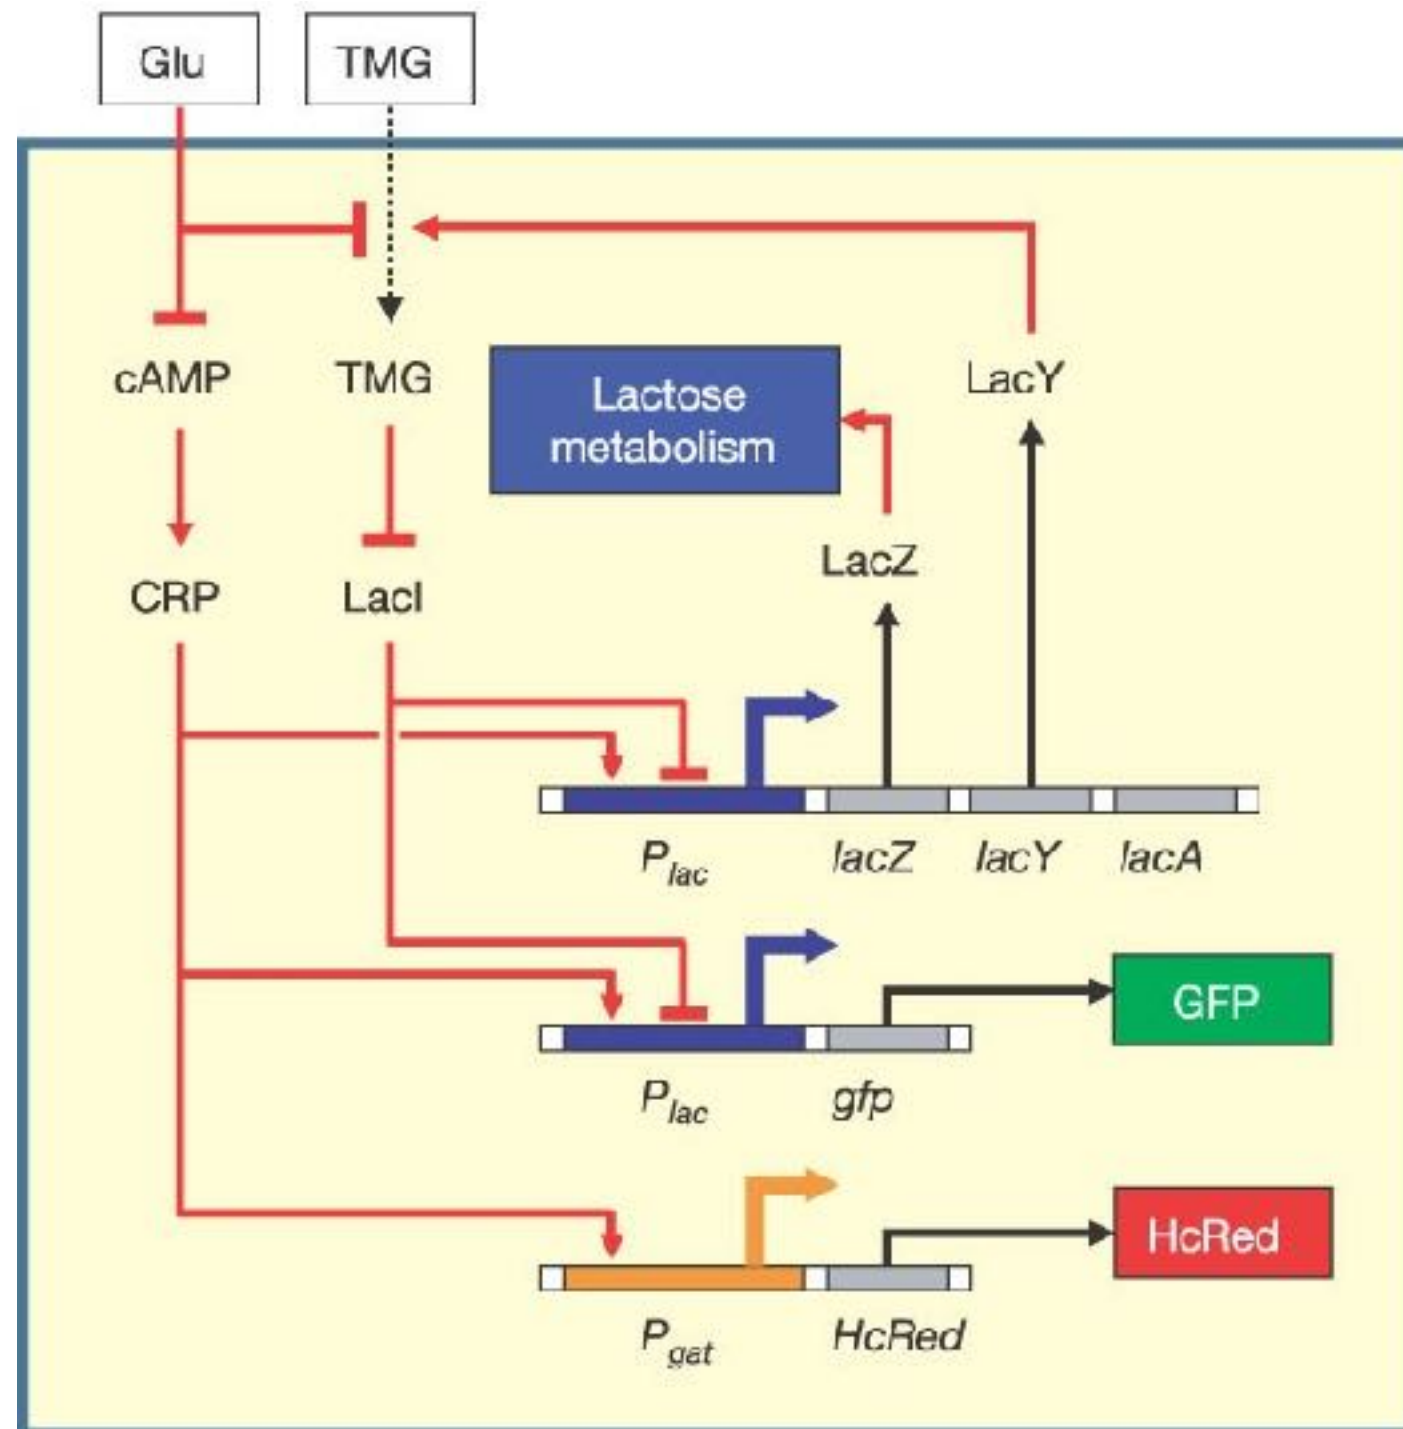 Glu TMG
cAMP TMG Lactose LacY
metabolism
LacZ
CRP LacI
Plac lacZ lacY lacA
GFP
Plac gfp
HcRed
Pgat HcRed